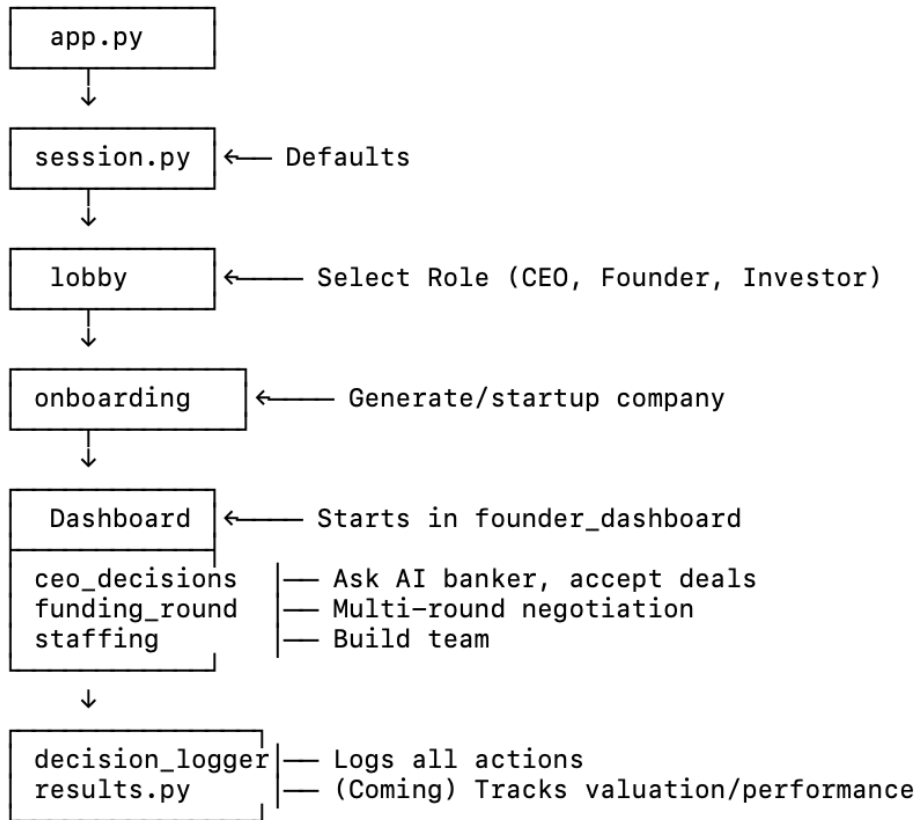 app.py
session.py ← Defaults
lobby ← Select Role (CEO, Founder, Investor)
onboarding ← Generate/startup company
Dashboard ← Starts in founder_dashboard
ceo_decisions — Ask AI banker, accept deals
funding_round — Multi-round negotiation
staffing — Build team
decision_logger — Logs all actions
results.py — (Coming) Tracks valuation/performance